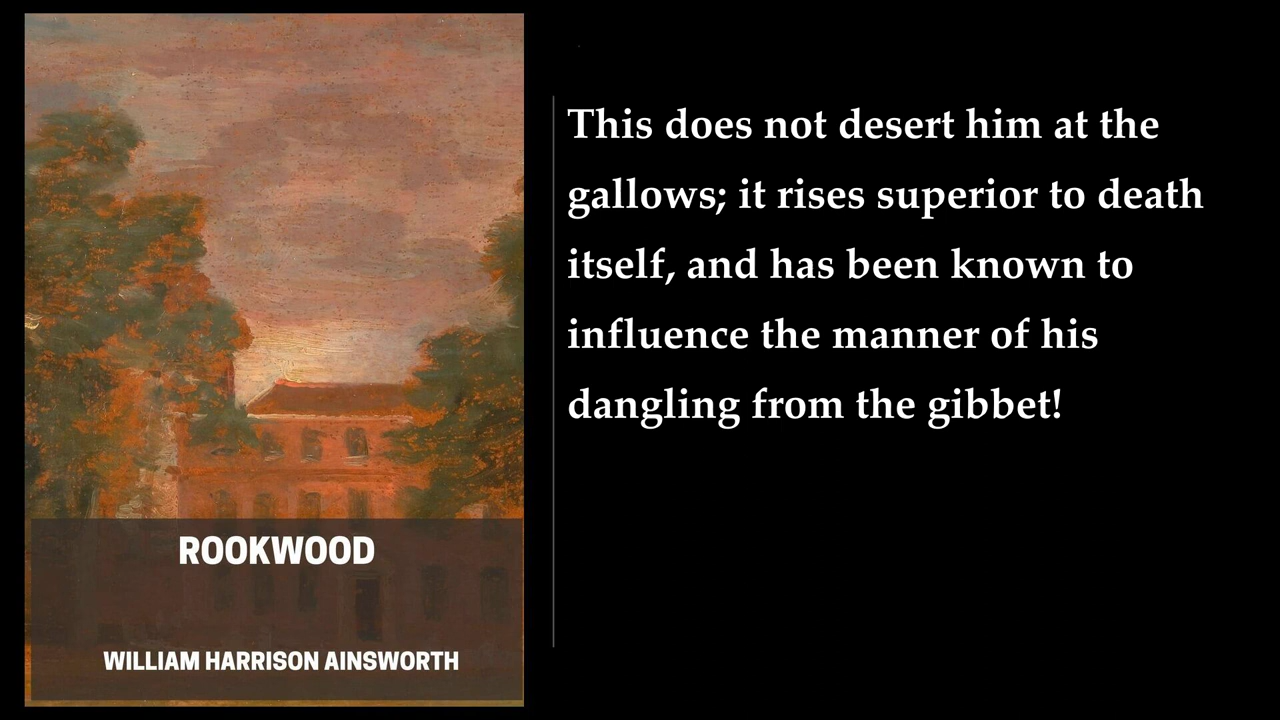 ROOKWOOD
WILLIAM HARRISON AINSWORTH
This does not desert him at the
gallows; it rises superior to death
itself, and has been known to
influence the manner of his
dangling from the gibbet!